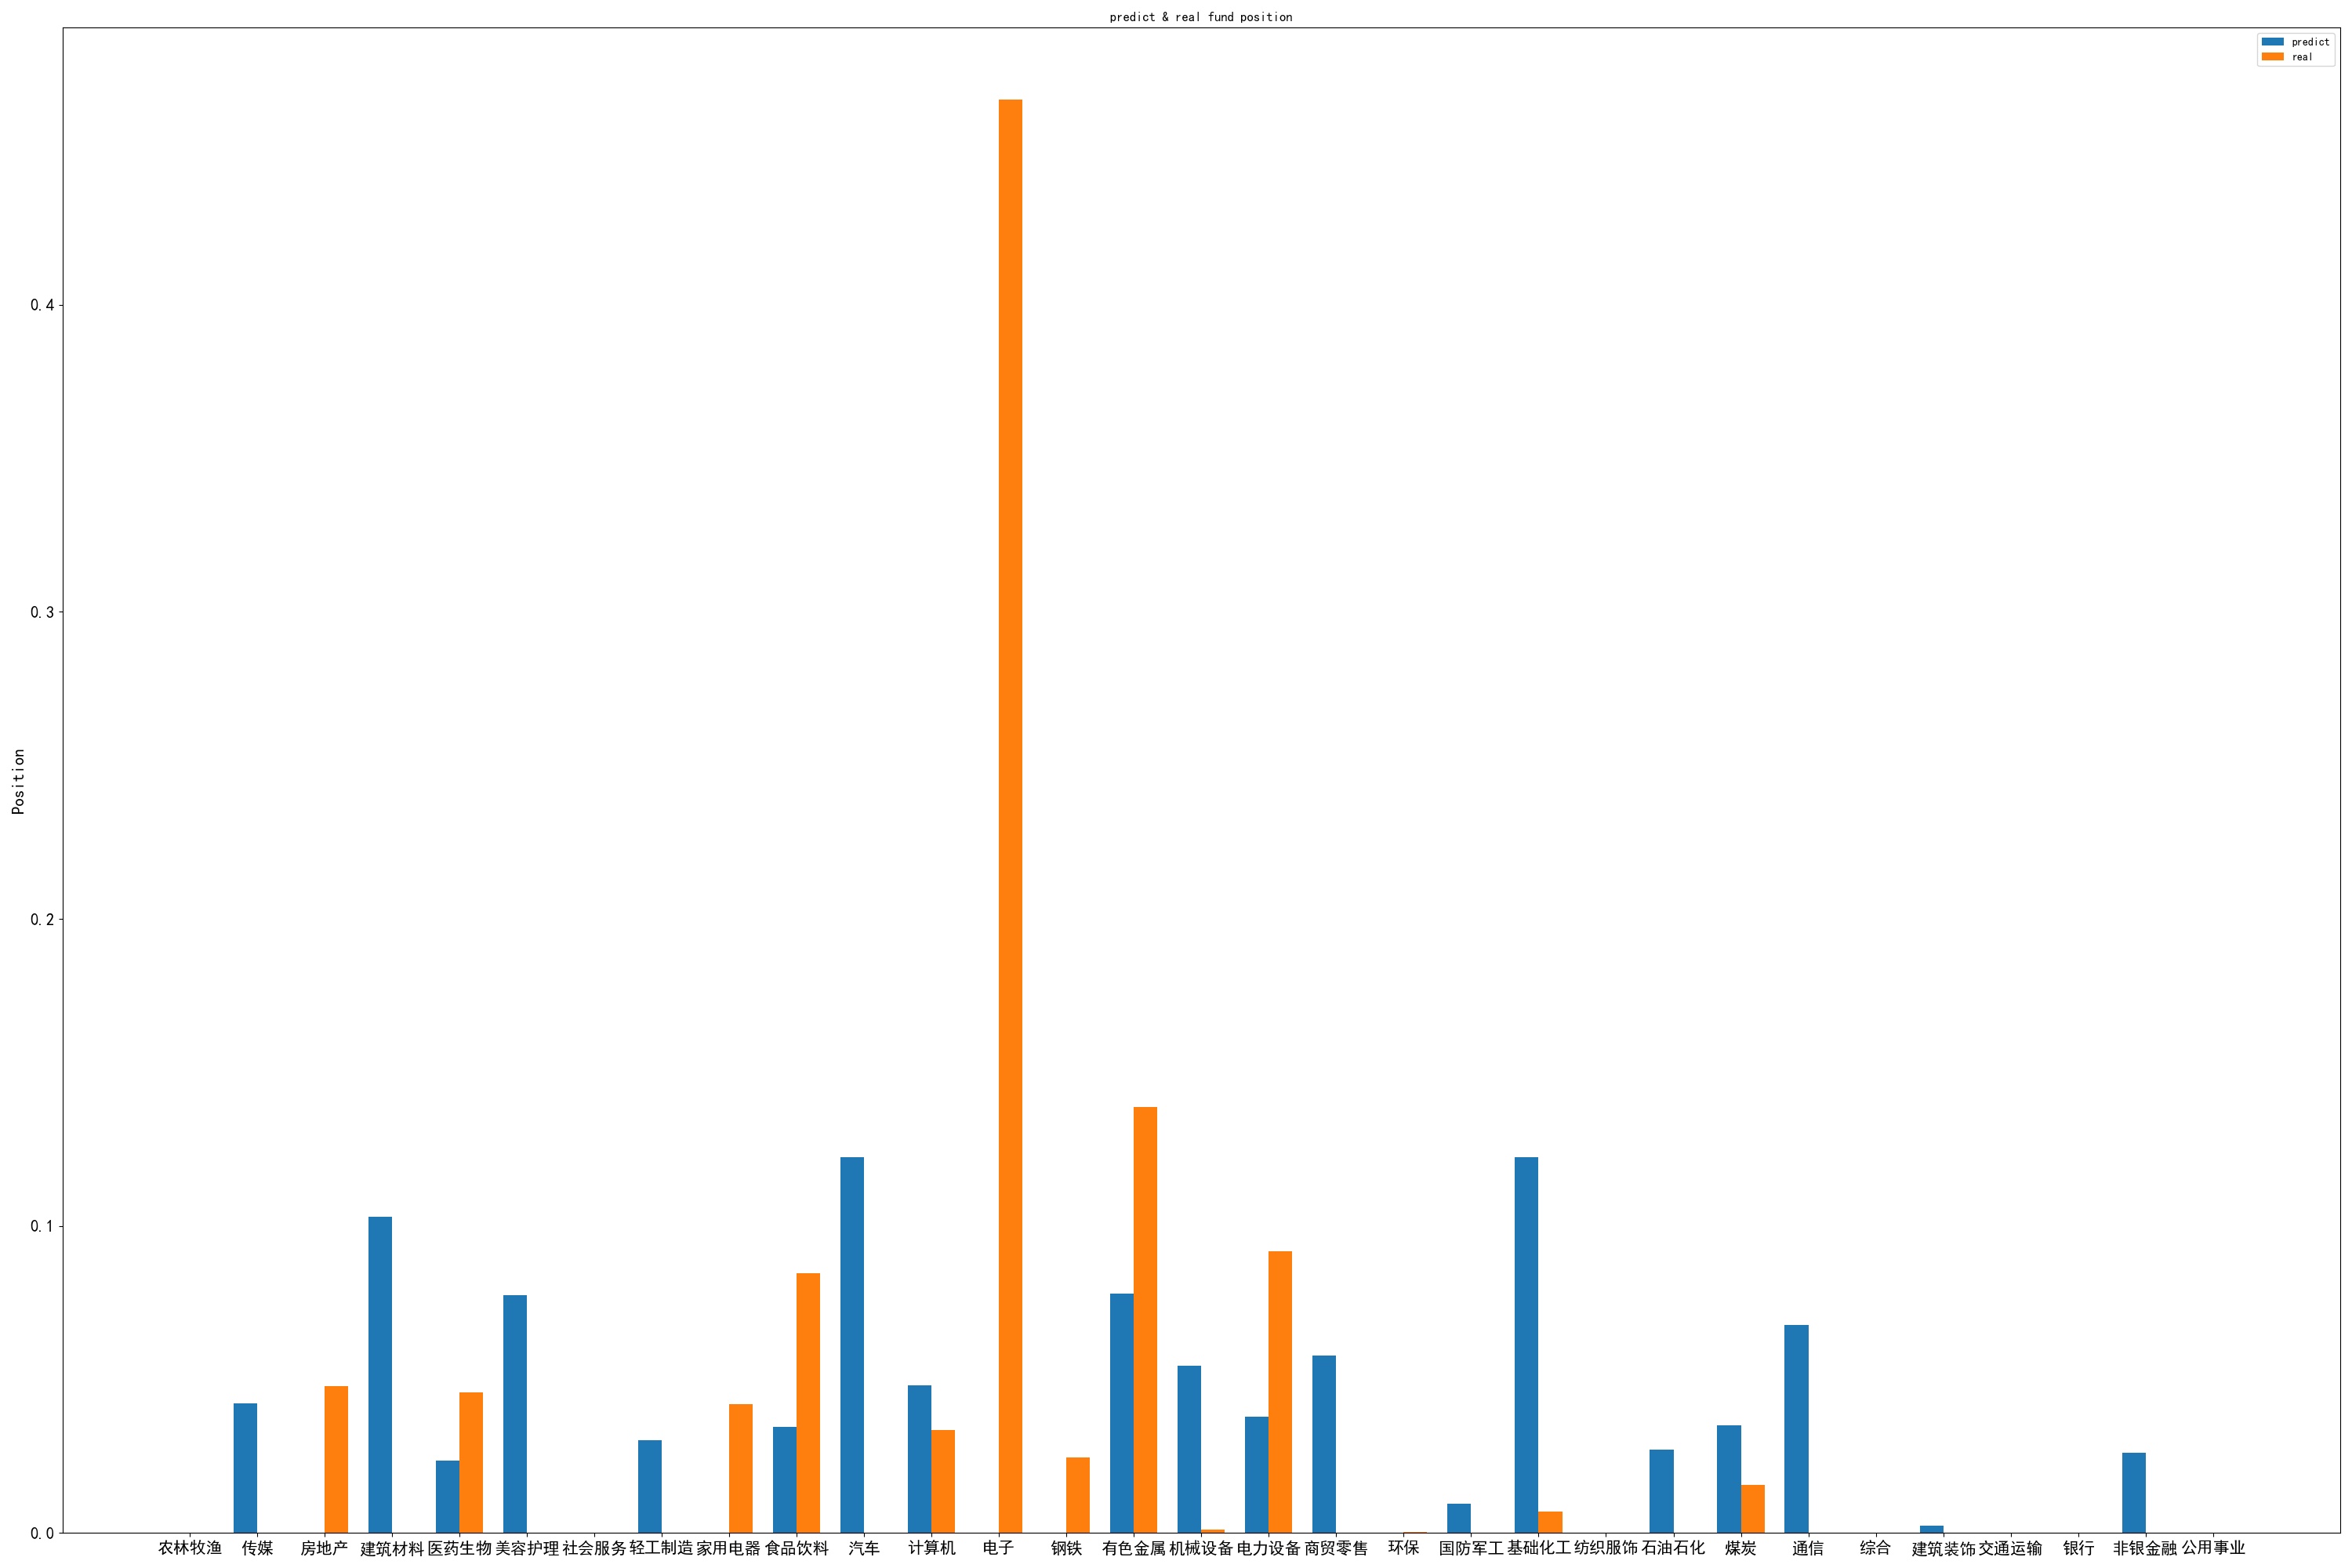 predict & real fund position
predict
real
Position
0.4
0.3
0.2
0.1
0.0
农林牧渔 传媒 房地产 建筑材料 医药生物 美容护理 社会服务 轻工制造 家用电器 食品饮料 汽车 计算机 电子 钢铁 有色金属 机械设备 电力设备 商贸零售 环保 国防军工 基础化工 纺织服饰 石油石化 煤炭 通信 综合 建筑装饰 交通运输 银行 非银金融 公用事业